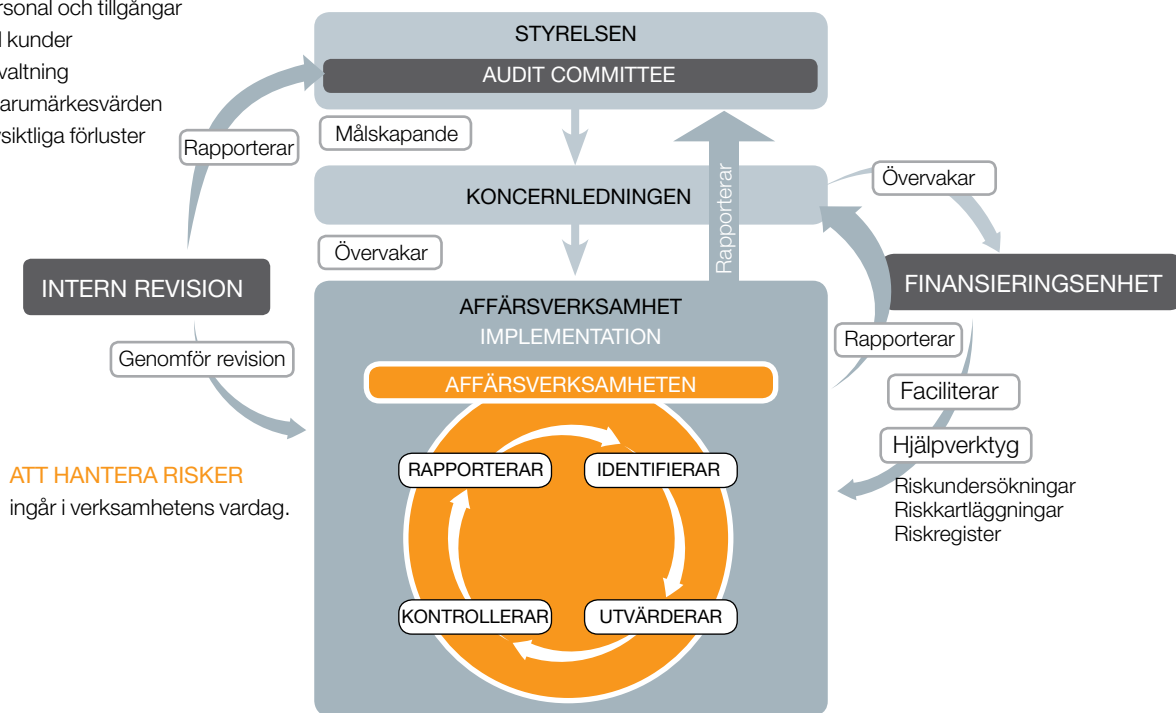 ersonal och tillgångar
kunder
valtning
arumärkesvärden
siktliga förluster
STYRELSEN
AUDIT COMMITTEE
Rapporterar
Målskapande
KONCERNLEDNINGEN
Rapporterar
Övervakar
Övervakar
INTERN REVISION
FINANSIERINGSENHET
AFFÄRSVERKSAMHET
IMPLEMENTATION
Genomför revision
Rapporterar
AFFÄRSVERKSAMHETEN
Faciliterar
Hjälpverktyg
Riskundersökningar
Riskkartläggningar
Riskregister
RAPPORTERAR
IDENTIFIERAR
KONTROLLERAR
UTVÄRDERAR
ATT HANTERA RISKER
ingår i verksamhetens vardag.